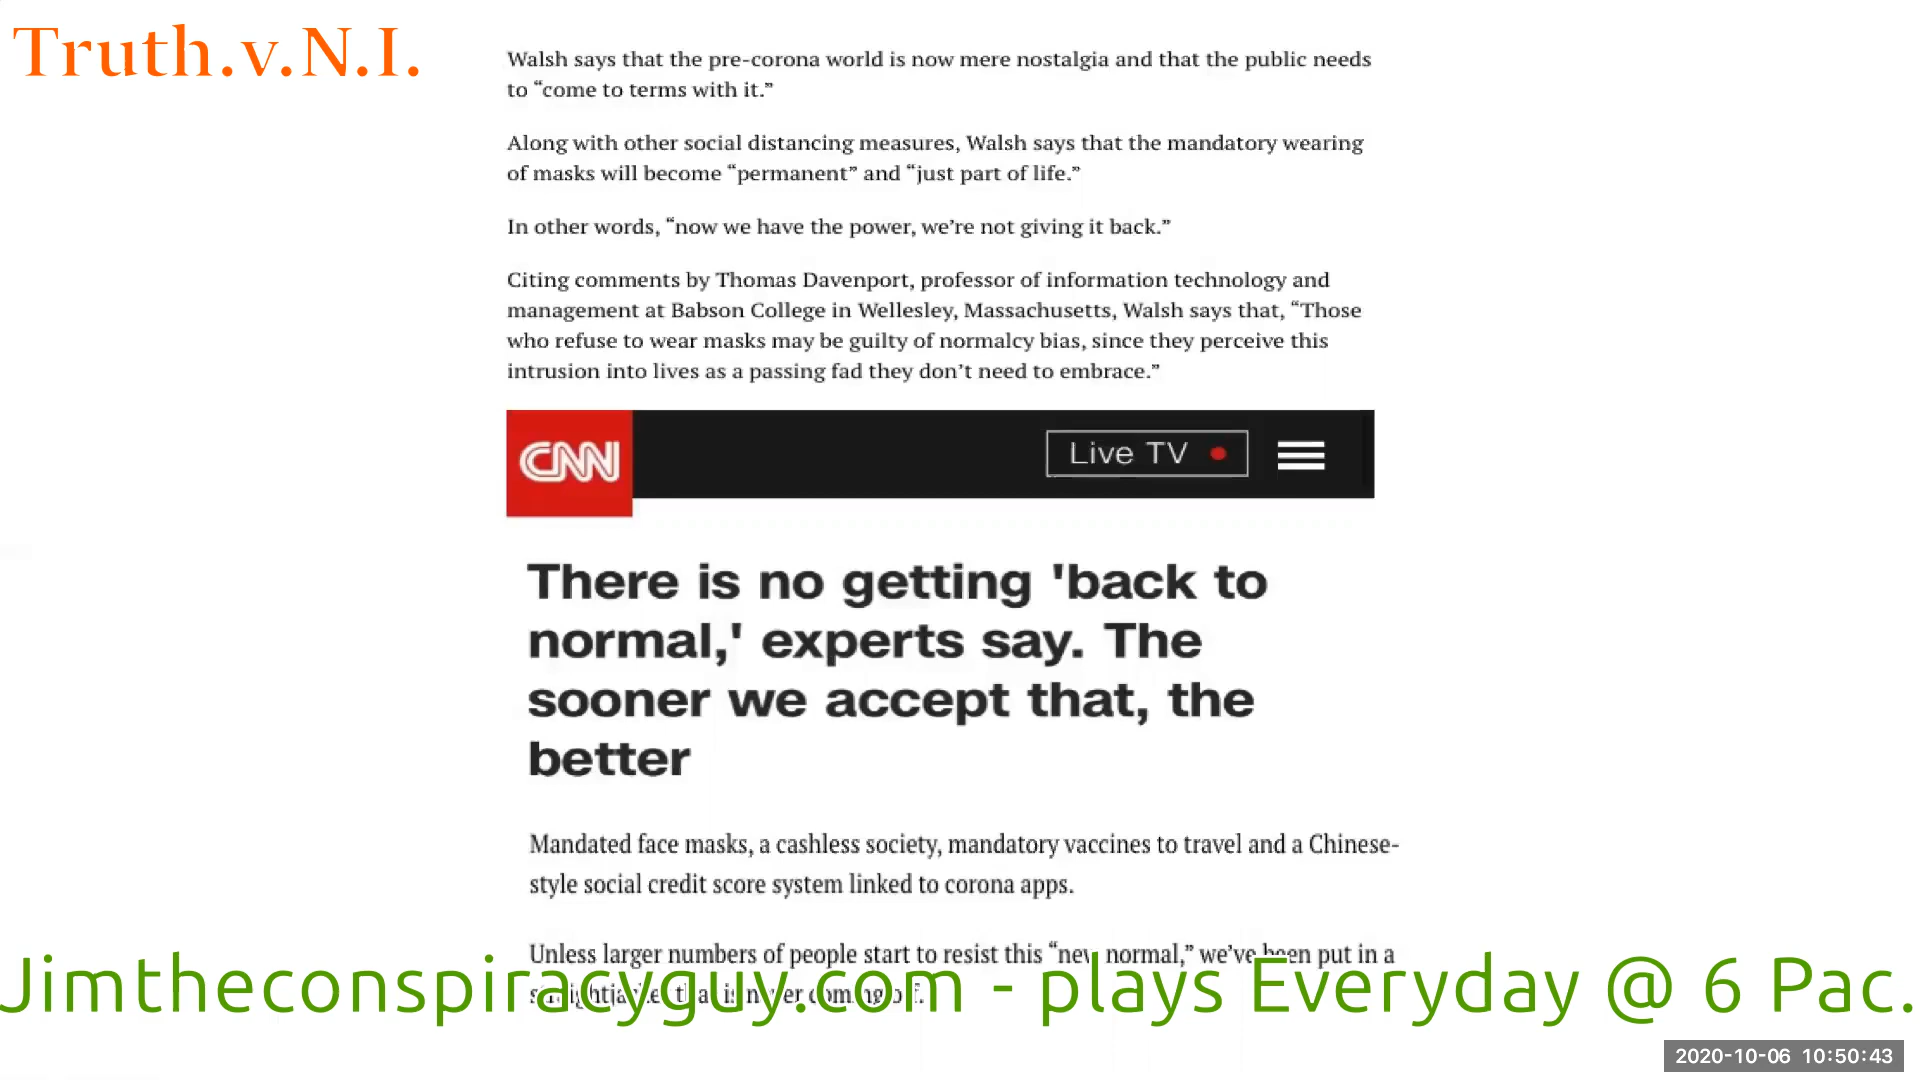 Truth.v.N.I.
Walsh says that the pre-corona world is now mere nostalgia and that the public needs
to “come to terms with it.”
Along with other social distancing measures, Walsh says that the mandatory wearing
of masks will become “permanent” and “just part of life.”
In other words, “now we have the power, we’re not giving it back.”
Citing comments by Thomas Davenport, professor of information technology and
management at Babson College in Wellesley, Massachusetts, Walsh says that, “Those
who refuse to wear masks may be guilty of normalcy bias, since they perceive this
intrusion into lives as a passing fad they don’t need to embrace.”
CNN
Live TV
There is no getting 'back to
normal,' experts say. The
sooner we accept that, the
better
Mandated face masks, a cashless society, mandatory vaccines to travel and a Chinese-
style social credit score system linked to corona apps.
Unless larger numbers of people start to resist this “new normal,” we’ve been put in a
Jimtheconspiracyguy.com - plays Everyday @ 6 Pac.
2020-10-06 10:50:43